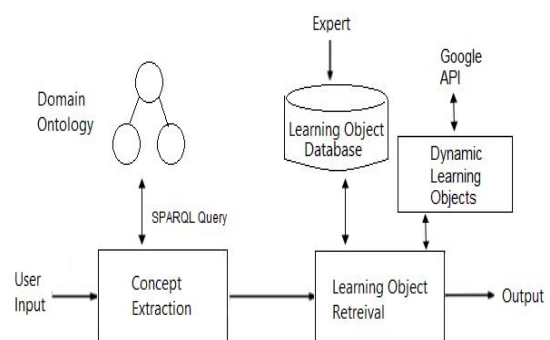 Expert
Google
API
Domain
Ontology
Learning Object
Database
Dynamic
Learning
Objects
SPARQL Query
User
Input
Concept
Extraction
Learning Object
Retreival
Output